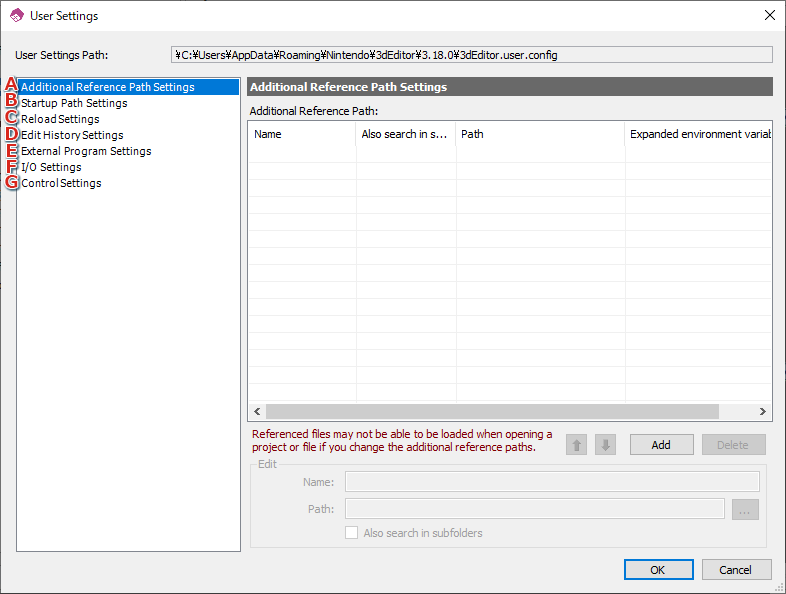 User Settings
User Settings Path: ¥C:¥Users¥AppData¥Roaming¥Nintendo¥3dEditor¥3.18.0¥3dEditor.user.config
A Additional Reference Path Settings
B Startup Path Settings
C Reload Settings
D Edit History Settings
E External Program Settings
F I/O Settings
G Control Settings
Additional Reference Path Settings
Additional Reference Path:
Name Also search in s... Path Expanded environment variab
Referenced files may not be able to be loaded when opening a
project or file if you change the additional reference paths.
Add Delete
Edit
Name:
Path: ...
Also search in subfolders
OK Cancel